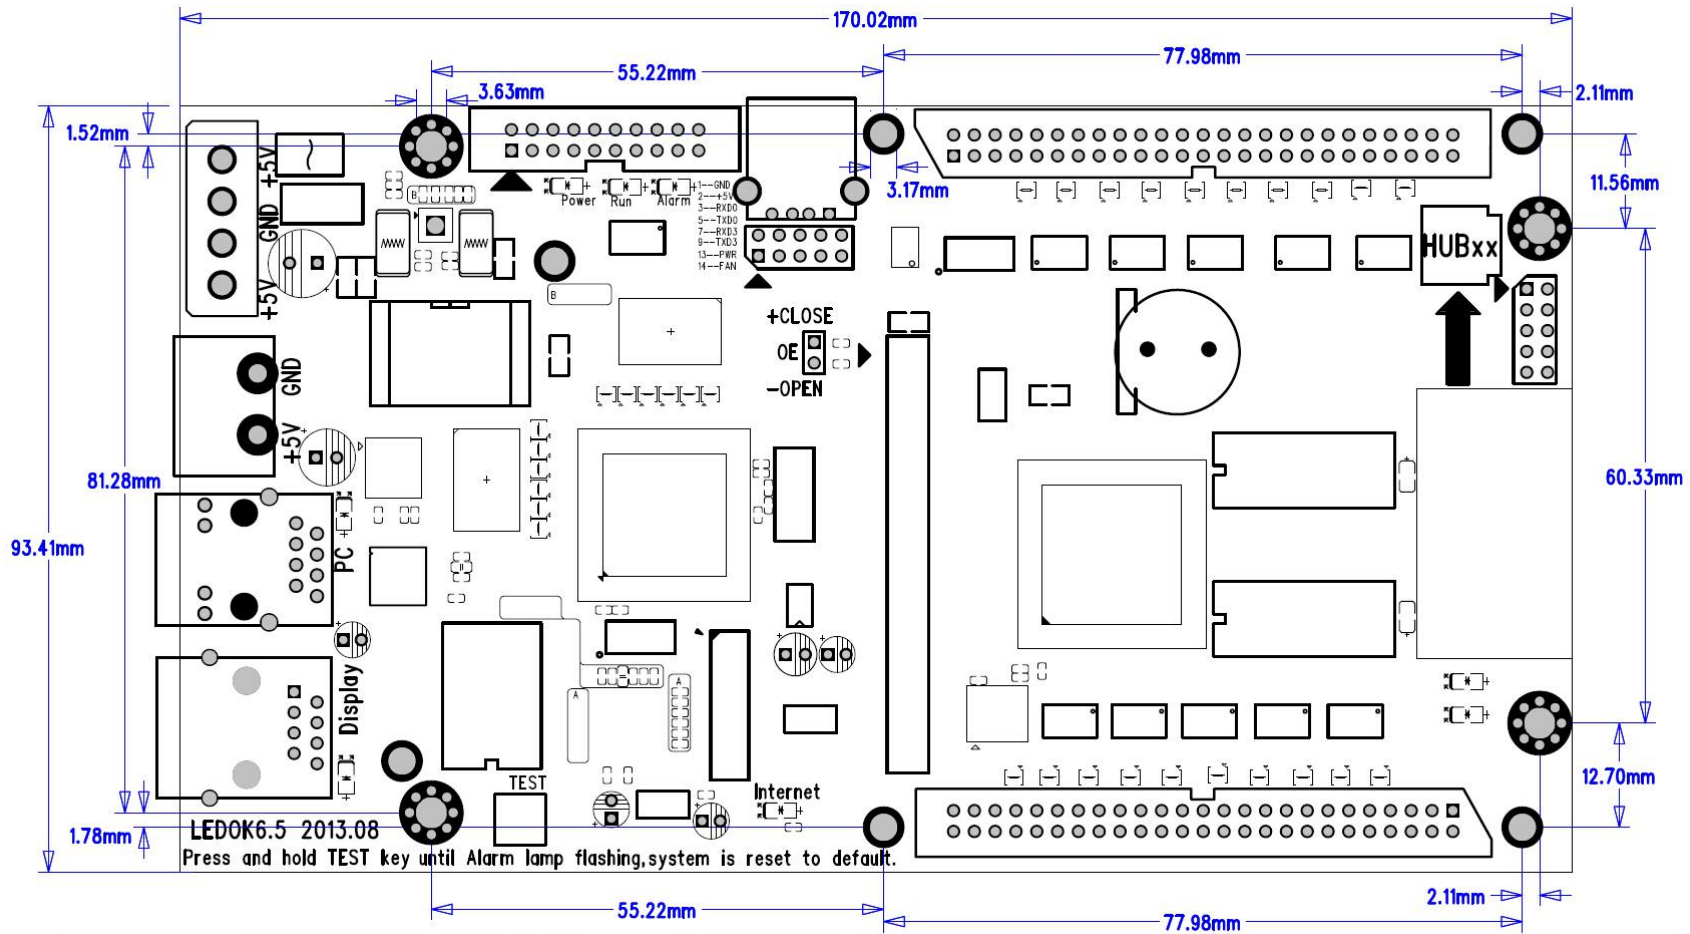 170.02mm
77.98mm
55.22mm
3.63mm
2.11mm
1.52mm
+5V
GND
+5V
B
Power
Run
Alarm
1--GND
2--+5V
3--RXD0
5--TXD0
7--RXD3
9--TXD3
13--PWR
14--FAN
3.17mm
11.56mm
HUBxx
B
+CLOSE
OE
-OPEN
GND
+5V
81.28mm
60.33mm
93.41mm
PC
Display
A
A
TEST
Internet
12.70mm
1.78mm
LEDOK6.5 2013.08
Press and hold TEST key until Alarm lamp flashing,system is reset to default.
55.22mm
77.98mm
2.11mm